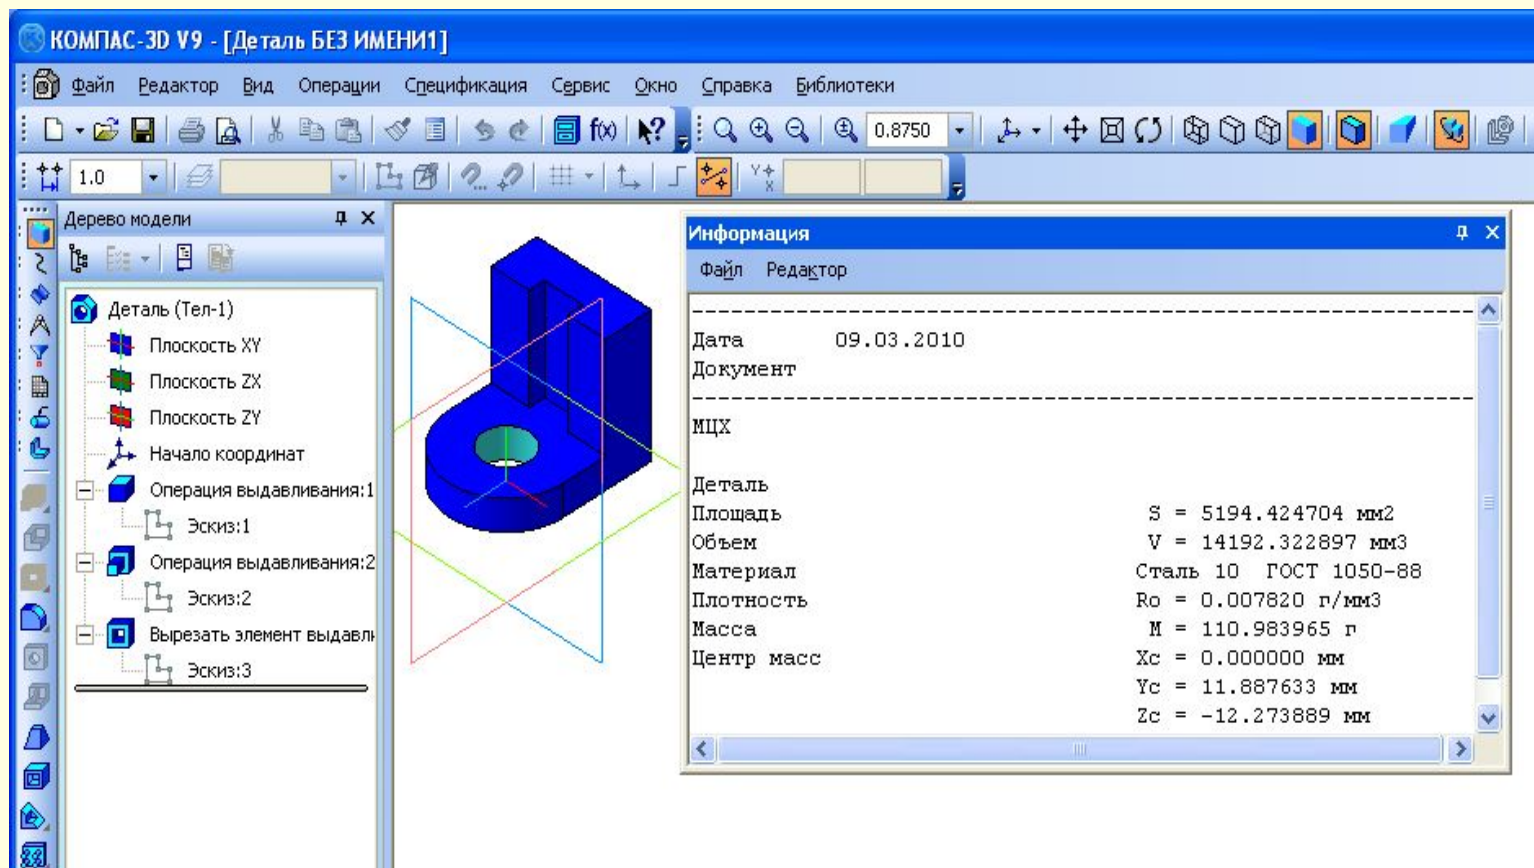 КОМПАС-3D V9 - [Деталь БЕЗ ИМЕНИ1]
Файл Редактор Вид Операции Спецификация Сервис Окно Справка Библиотеки
f(x) 0.8750
1.0
Дерево модели
Деталь (Тел-1)
Плоскость XY
Плоскость ZX
Плоскость ZY
Начало координат
Операция выдавливания:1
Эскиз:1
Операция выдавливания:2
Эскиз:2
Вырезать элемент выдавли
Эскиз:3
Информация
Файл Редактор
Дата 09.03.2010
Документ
МЦХ
Деталь
Площадь S = 5194.424704 мм2
Объем V = 14192.322897 мм3
Материал Сталь 10 ГОСТ 1050-88
Плотность Ro = 0.007820 г/мм3
Масса M = 110.983965 г
Центр масс Xc = 0.000000 мм
Yc = 11.887633 мм
Zc = -12.273889 мм